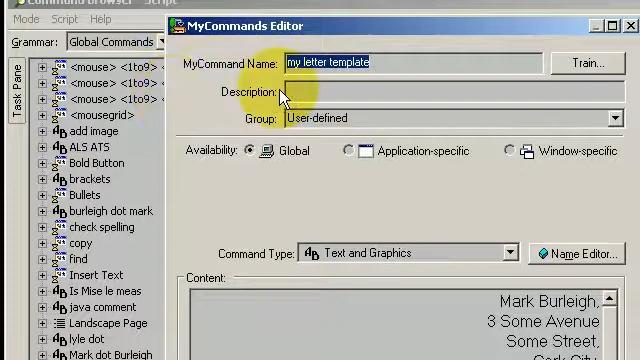 Command Browser - Script
Mode Script Help
Grammar: Global Commands
Task Pane
<mouse> <1to9>
<mouse> <1to9>
<mouse> <1to9>
<mousegrid>
add image
ALS ATS
Bold Button
brackets
Bullets
burleigh dot mark
check spelling
copy
find
Insert Text
Is Mise le meas
java comment
Landscape Page
lyle dot
Mark dot Burleigh
MyCommands Editor
MyCommand Name: my letter template
Train...
Description:
Group: User-defined
Availability: Global Application-specific Window-specific
Command Type: Text and Graphics
Name Editor...
Content:
Mark Burleigh,
3 Some Avenue
Some Street,
Cork City